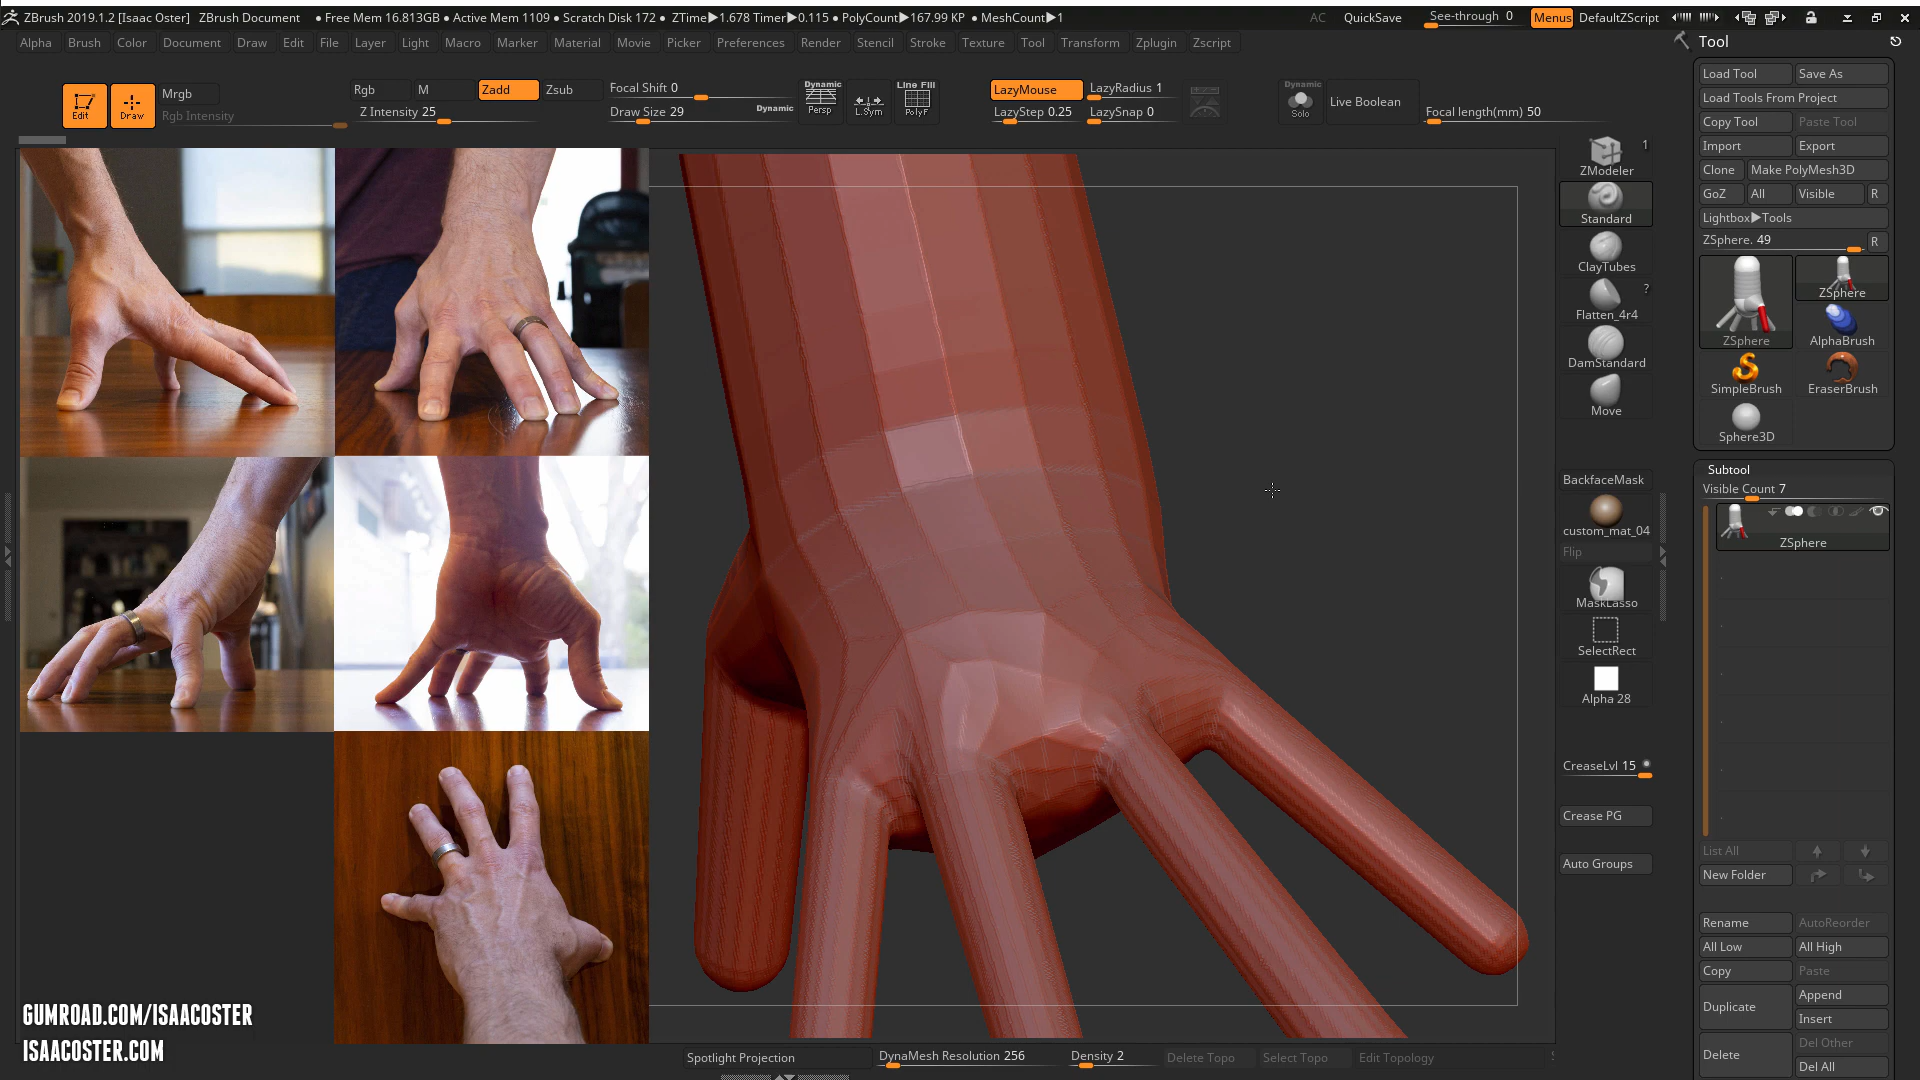 ZBrush 2019.1.2 [Isaac Oster] ZBrush Document • Free Mem 16.813GB • Active Mem 1109 • Scratch Disk 172 • ZTime▶1.678 Timer▶0.115 • PolyCount▶167.99 KP • MeshCount▶1 AC QuickSave See-through 0 Menus DefaultZScript
Alpha Brush Color Document Draw Edit File Layer Light Macro Marker Material Movie Picker Preferences Render Stencil Stroke Texture Tool Transform Zplugin Zscript
Edit Draw
Mrgb
Rgb Intensity
Rgb M Zadd Zsub
Z Intensity 25
Focal Shift 0
Draw Size 29 Dynamic
Dynamic
Persp
L.Sym
Line Fill
PolyF
LazyMouse LazyRadius 1
LazyStep 0.25 LazySnap 0
Dynamic
Solo
Live Boolean
Focal length(mm) 50
1
ZModeler
Standard
ClayTubes
?
Flatten_4r4
DamStandard
Move
BackfaceMask
custom_mat_04
Flip
MaskLasso
SelectRect
Alpha 28
CreaseLvl 15
Crease PG
Auto Groups
Tool
Load Tool Save As
Load Tools From Project
Copy Tool Paste Tool
Import Export
Clone Make PolyMesh3D
GoZ All Visible R
Lightbox▶Tools
ZSphere. 49 R
ZSphere
ZSphere
AlphaBrush
SimpleBrush EraserBrush
Sphere3D
Subtool
Visible Count 7
ZSphere
List All
New Folder
Rename AutoReorder
All Low All High
Copy Paste
Duplicate Append
Insert
Delete Del Other
Del All
GUMROAD.COM/ISAACOSTER
ISAACOSTER.COM
Spotlight Projection DynaMesh Resolution 256 Density 2 Delete Topo Select Topo Edit Topology S